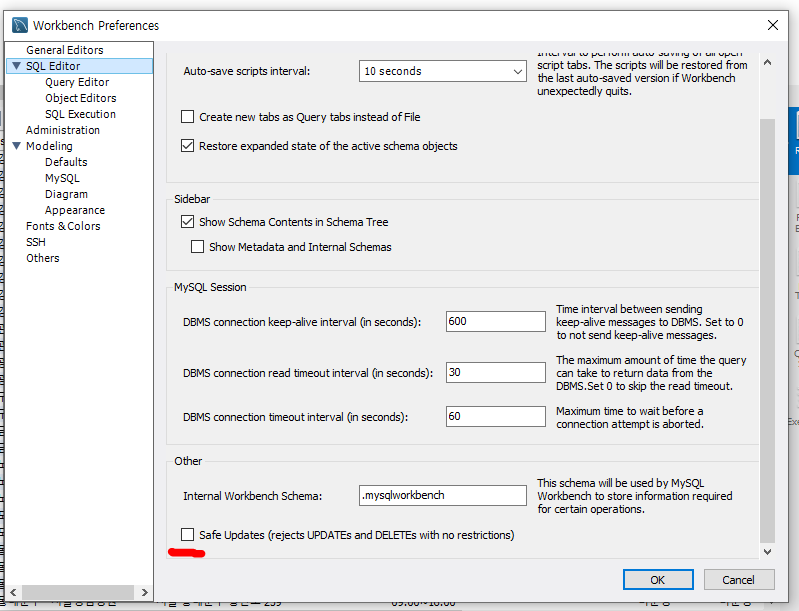 Workbench Preferences
General Editors
SQL Editor
Query Editor
Object Editors
SQL Execution
Administration
Modeling
Defaults
MySQL
Diagram
Appearance
Fonts & Colors
SSH
Others
Interval to perform auto-saving of all open
script tabs. The scripts will be restored from
the last auto-saved version if Workbench
unexpectedly quits.
Auto-save scripts interval:
10 seconds
Create new tabs as Query tabs instead of File
Restore expanded state of the active schema objects
Sidebar
Show Schema Contents in Schema Tree
Show Metadata and Internal Schemas
MySQL Session
DBMS connection keep-alive interval (in seconds):
600
Time interval between sending
keep-alive messages to DBMS. Set to 0
to not send keep-alive messages.
DBMS connection read timeout interval (in seconds):
30
The maximum amount of time the query
can take to return data from the
DBMS.Set 0 to skip the read timeout.
DBMS connection timeout interval (in seconds):
60
Maximum time to wait before a
connection attempt is aborted.
Other
Internal Workbench Schema:
.mysqlworkbench
This schema will be used by MySQL
Workbench to store information required
for certain operations.
Safe Updates (rejects UPDATEs and DELETEs with no restrictions)
OK
Cancel